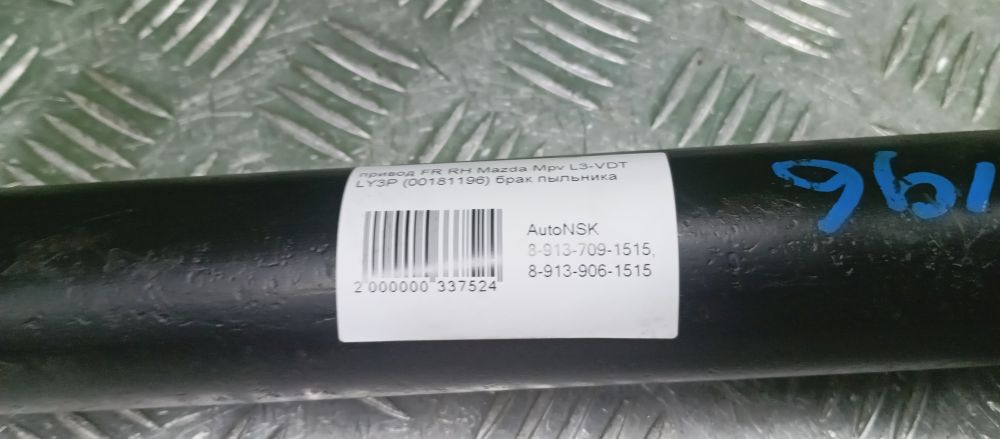 привод FR RH Mazda Mpv L3-VDT
LY3P (00181196) брак пыльника
AutoNSK
8-913-709-1515,
8-913-906-1515
2 000000 337524
196